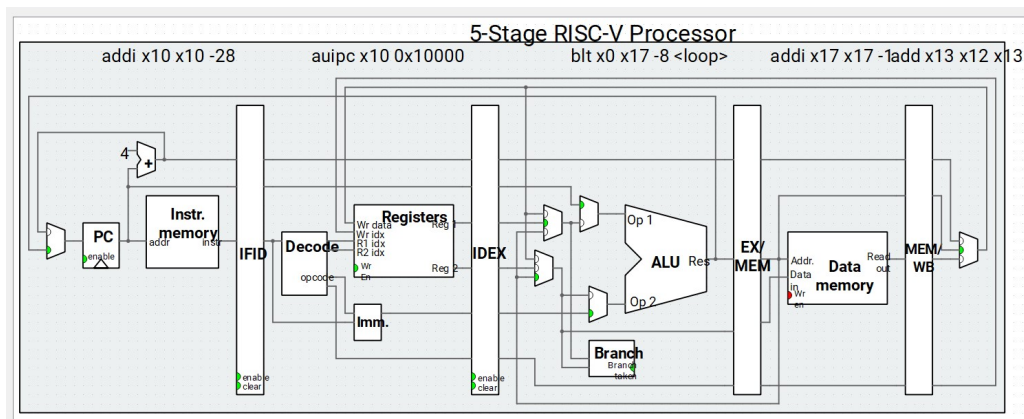 5-Stage RISC-V Processor
addi x10 x10 -28
auipc x10 0x10000
blt x0 x17 -8 <loop>
addi x17 x17 -1
add x13 x12 x13
4
+
Instr.
memory
addr
instr
PC
enable
IFID
enable
clear
Decode
opcode
Registers
Wr data
Wr idx
R1 idx
R2 idx
Wr
En
Reg 1
Reg 2
Imm.
IDEX
enable
clear
Op 1
ALU
Res
Op 2
Branch
Branch
taken
EX/
MEM
Addr.
Data
in
Wr
en
Data
memory
Read
out
MEM/
WB